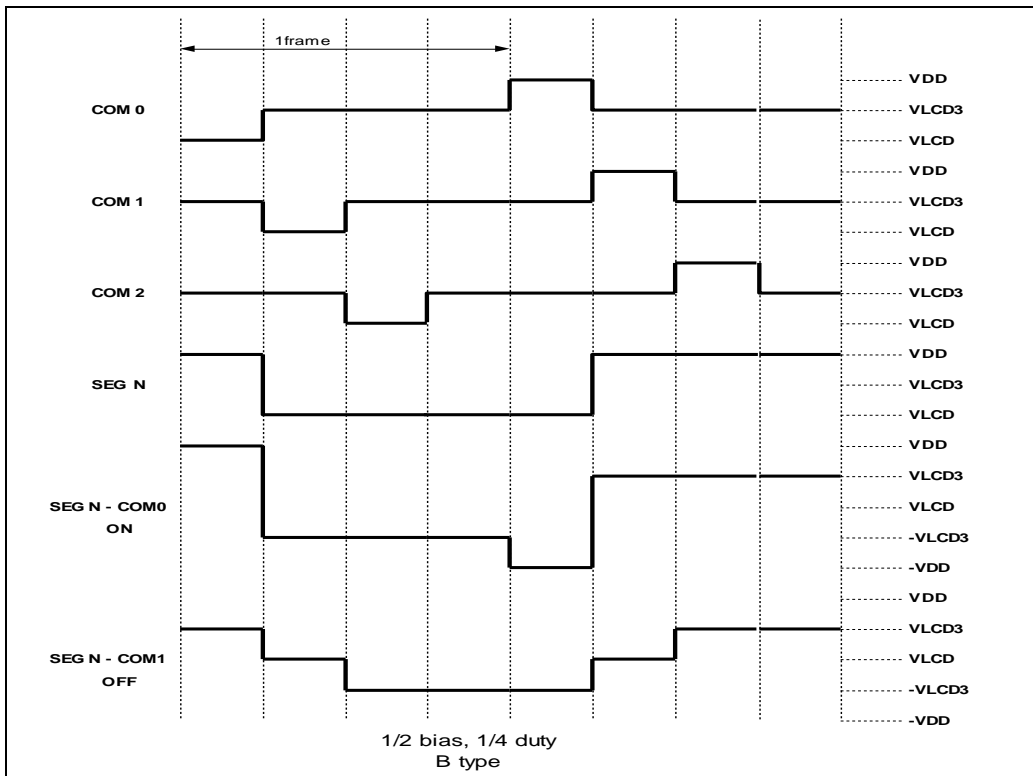 1frame
COM 0
VDD
VLCD3
VLCD
COM 1
VDD
VLCD3
VLCD
COM 2
VDD
VLCD3
VLCD
SEG N
VDD
VLCD3
VLCD
SEG N - COM0
ON
VDD
VLCD3
VLCD
-VLCD3
-VDD
SEG N - COM1
OFF
VDD
VLCD3
VLCD
-VLCD3
-VDD
1/2 bias, 1/4 duty
B type